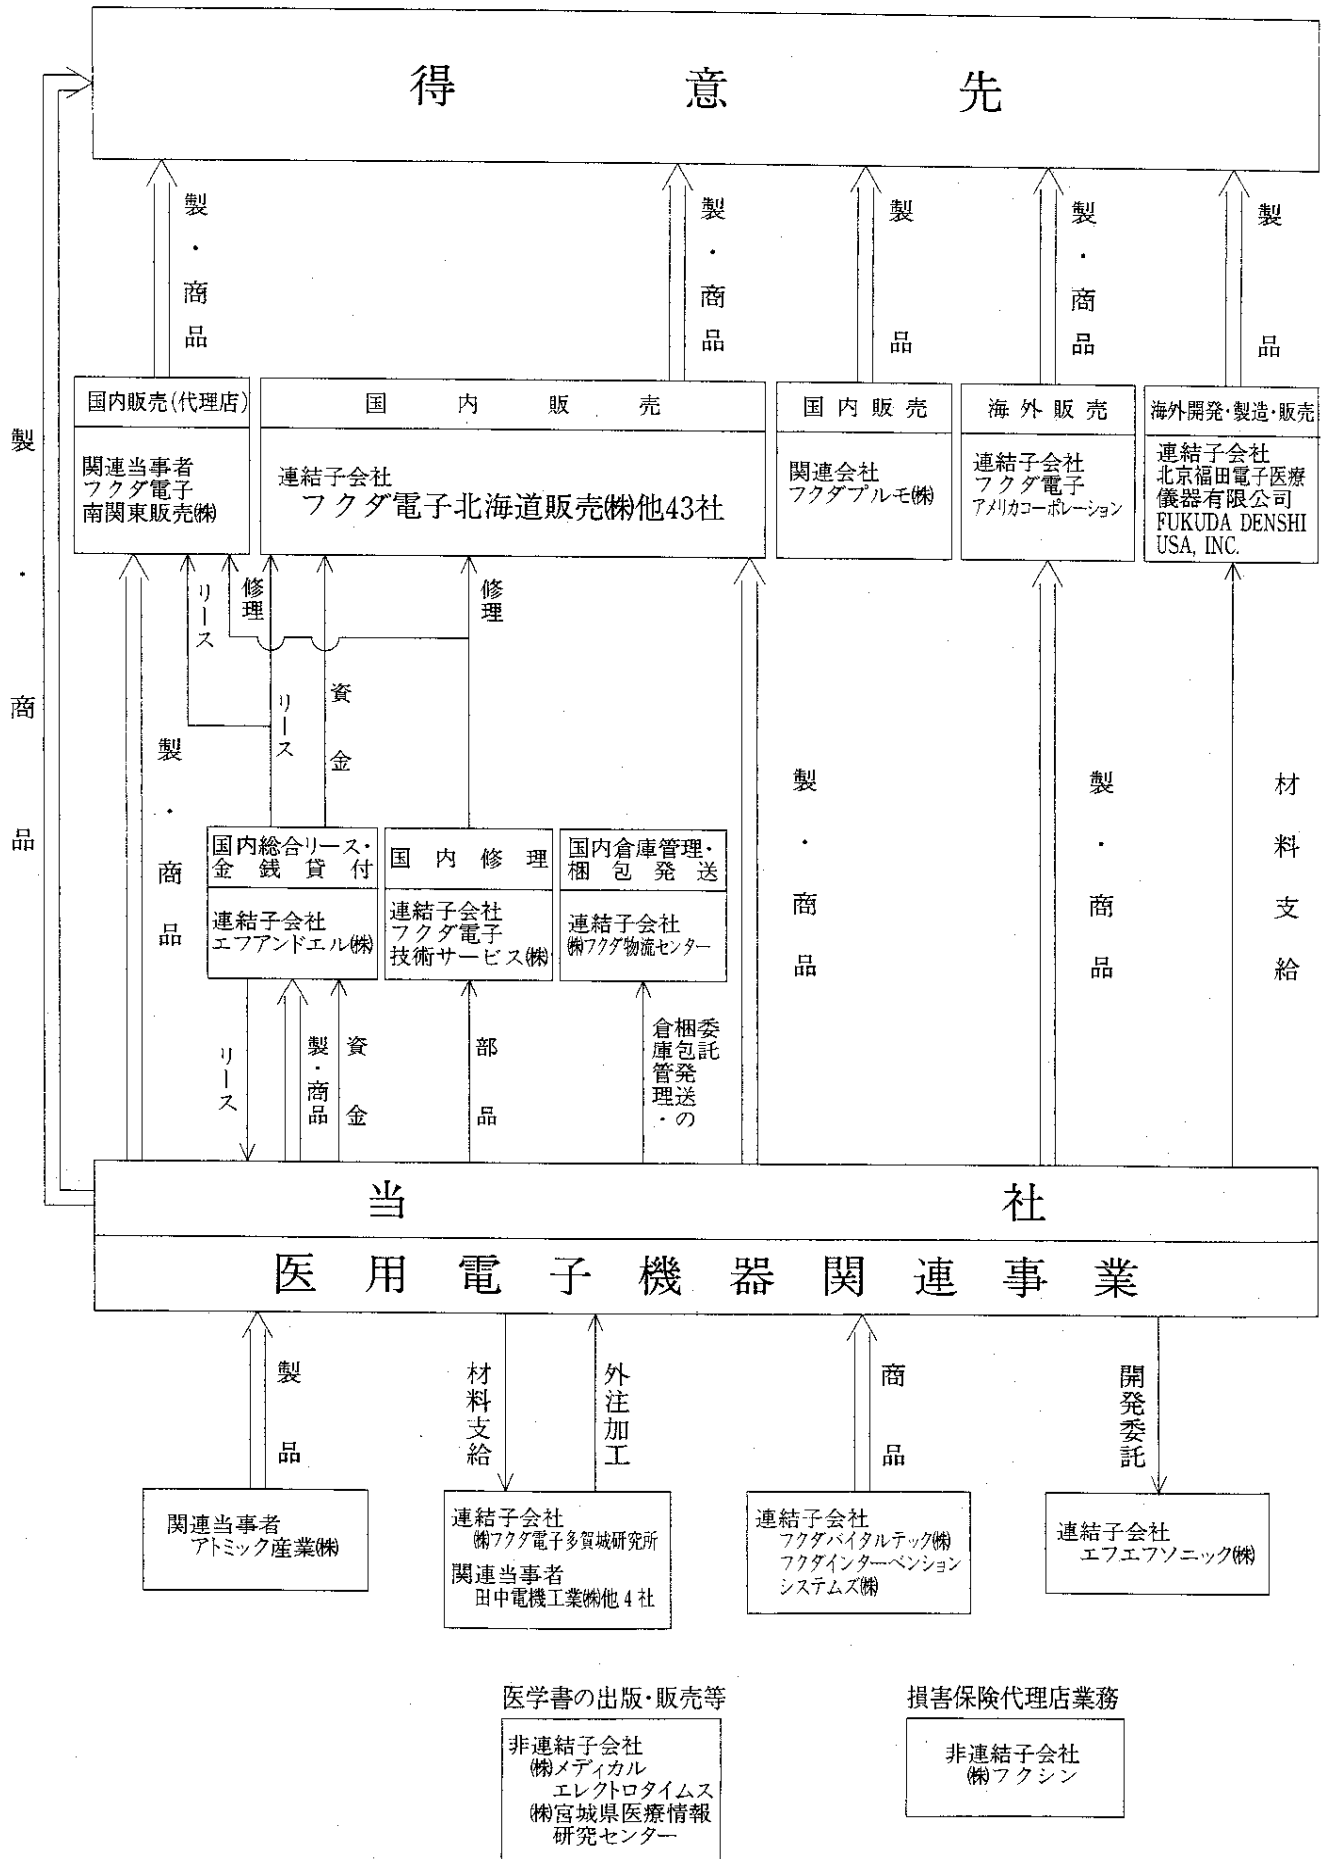 得意先
製・商品
製・商品
製品
製・商品
製品
国内販売(代理店)
関連当事者
フクダ電子
南関東販売㈱
国内販売
連結子会社
フクダ電子北海道販売㈱他43社
国内販売
関連会社
フクダプルモ㈱
海外販売
連結子会社
フクダ電子
アメリカコーポレーション
海外開発・製造・販売
連結子会社
北京福田電子医療
儀器有限公司
FUKUDA DENSHI
USA, INC.
製・商品
リース
修理
リース
資金
修理
製・商品
製・商品
製・商品
材料支給
国内総合リース・
金銭貸付
連結子会社
エフアンドエル㈱
国内修理
連結子会社
フクダ電子
技術サービス㈱
国内倉庫管理・
梱包発送
連結子会社
㈱フクダ物流センター
リース
製・商品
資金
部品
倉庫管理・
梱包発送の
委託
当社
医用電子機器関連事業
製品
材料支給
外注加工
商品
開発委託
関連当事者
アトミック産業㈱
連結子会社
㈱フクダ電子多賀城研究所
関連当事者
田中電機工業㈱他4社
連結子会社
フクダバイタルテック㈱
フクダインターベンション
システムズ㈱
連結子会社
エフエフソニック㈱
医学書の出版・販売等
非連結子会社
㈱メディカル
エレクトロタイムス
㈱宮城県医療情報
研究センター
損害保険代理店業務
非連結子会社
㈱フクシン